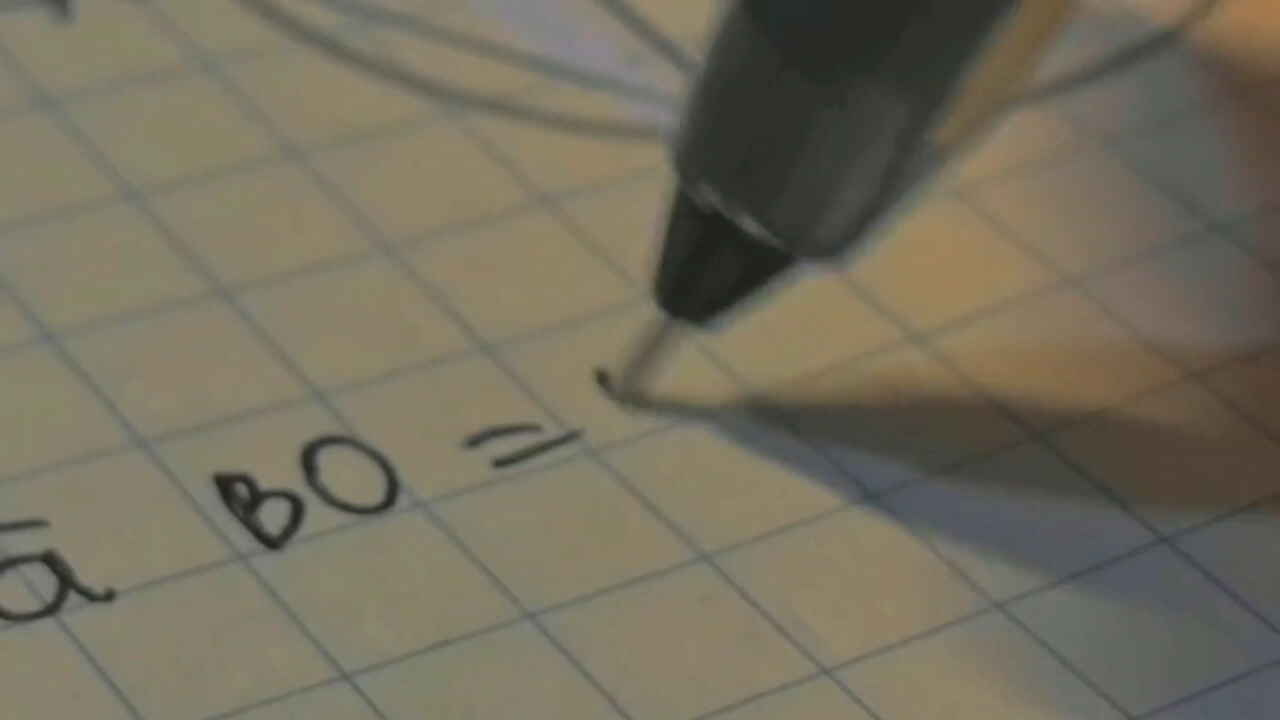 ā BO =